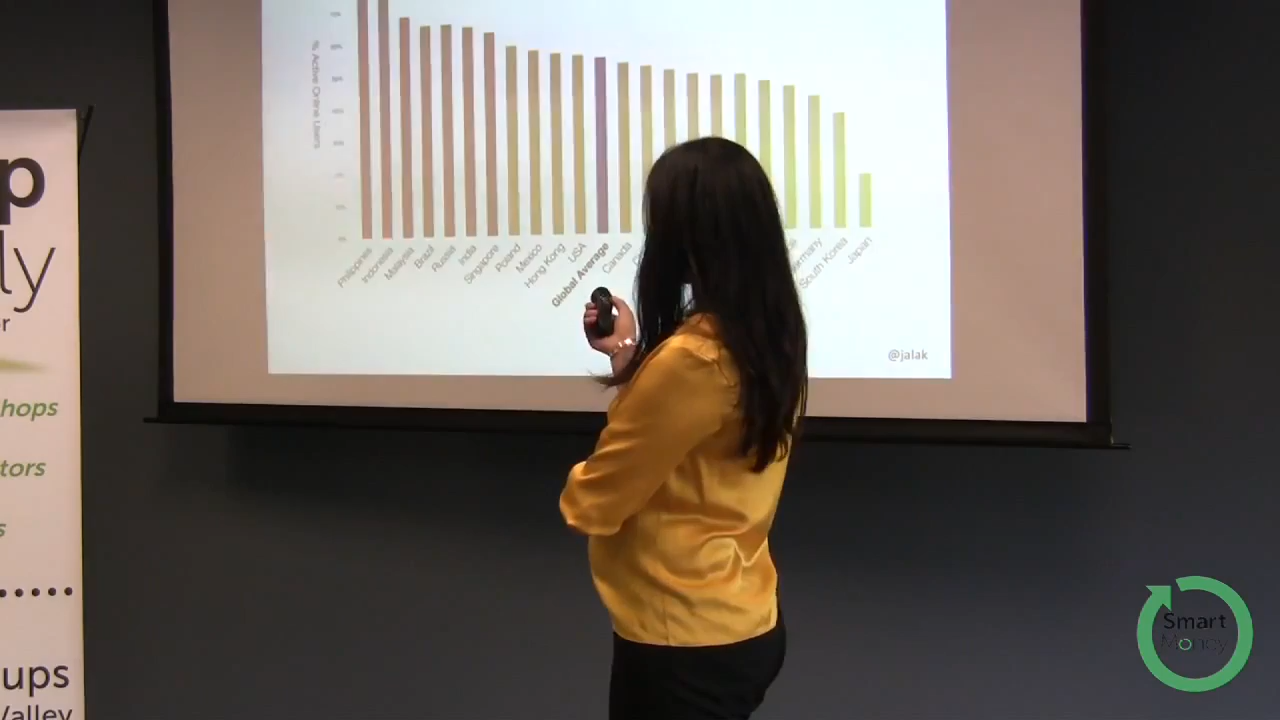 % Active Online Users
Philippines
Indonesia
Malaysia
Brazil
Russia
India
Singapore
Poland
Mexico
Hong Kong
USA
Global Average
Canada
South Korea
Japan
@jalak
p
ly
or
hops
tors
s
ups
Valley
Smart
Money